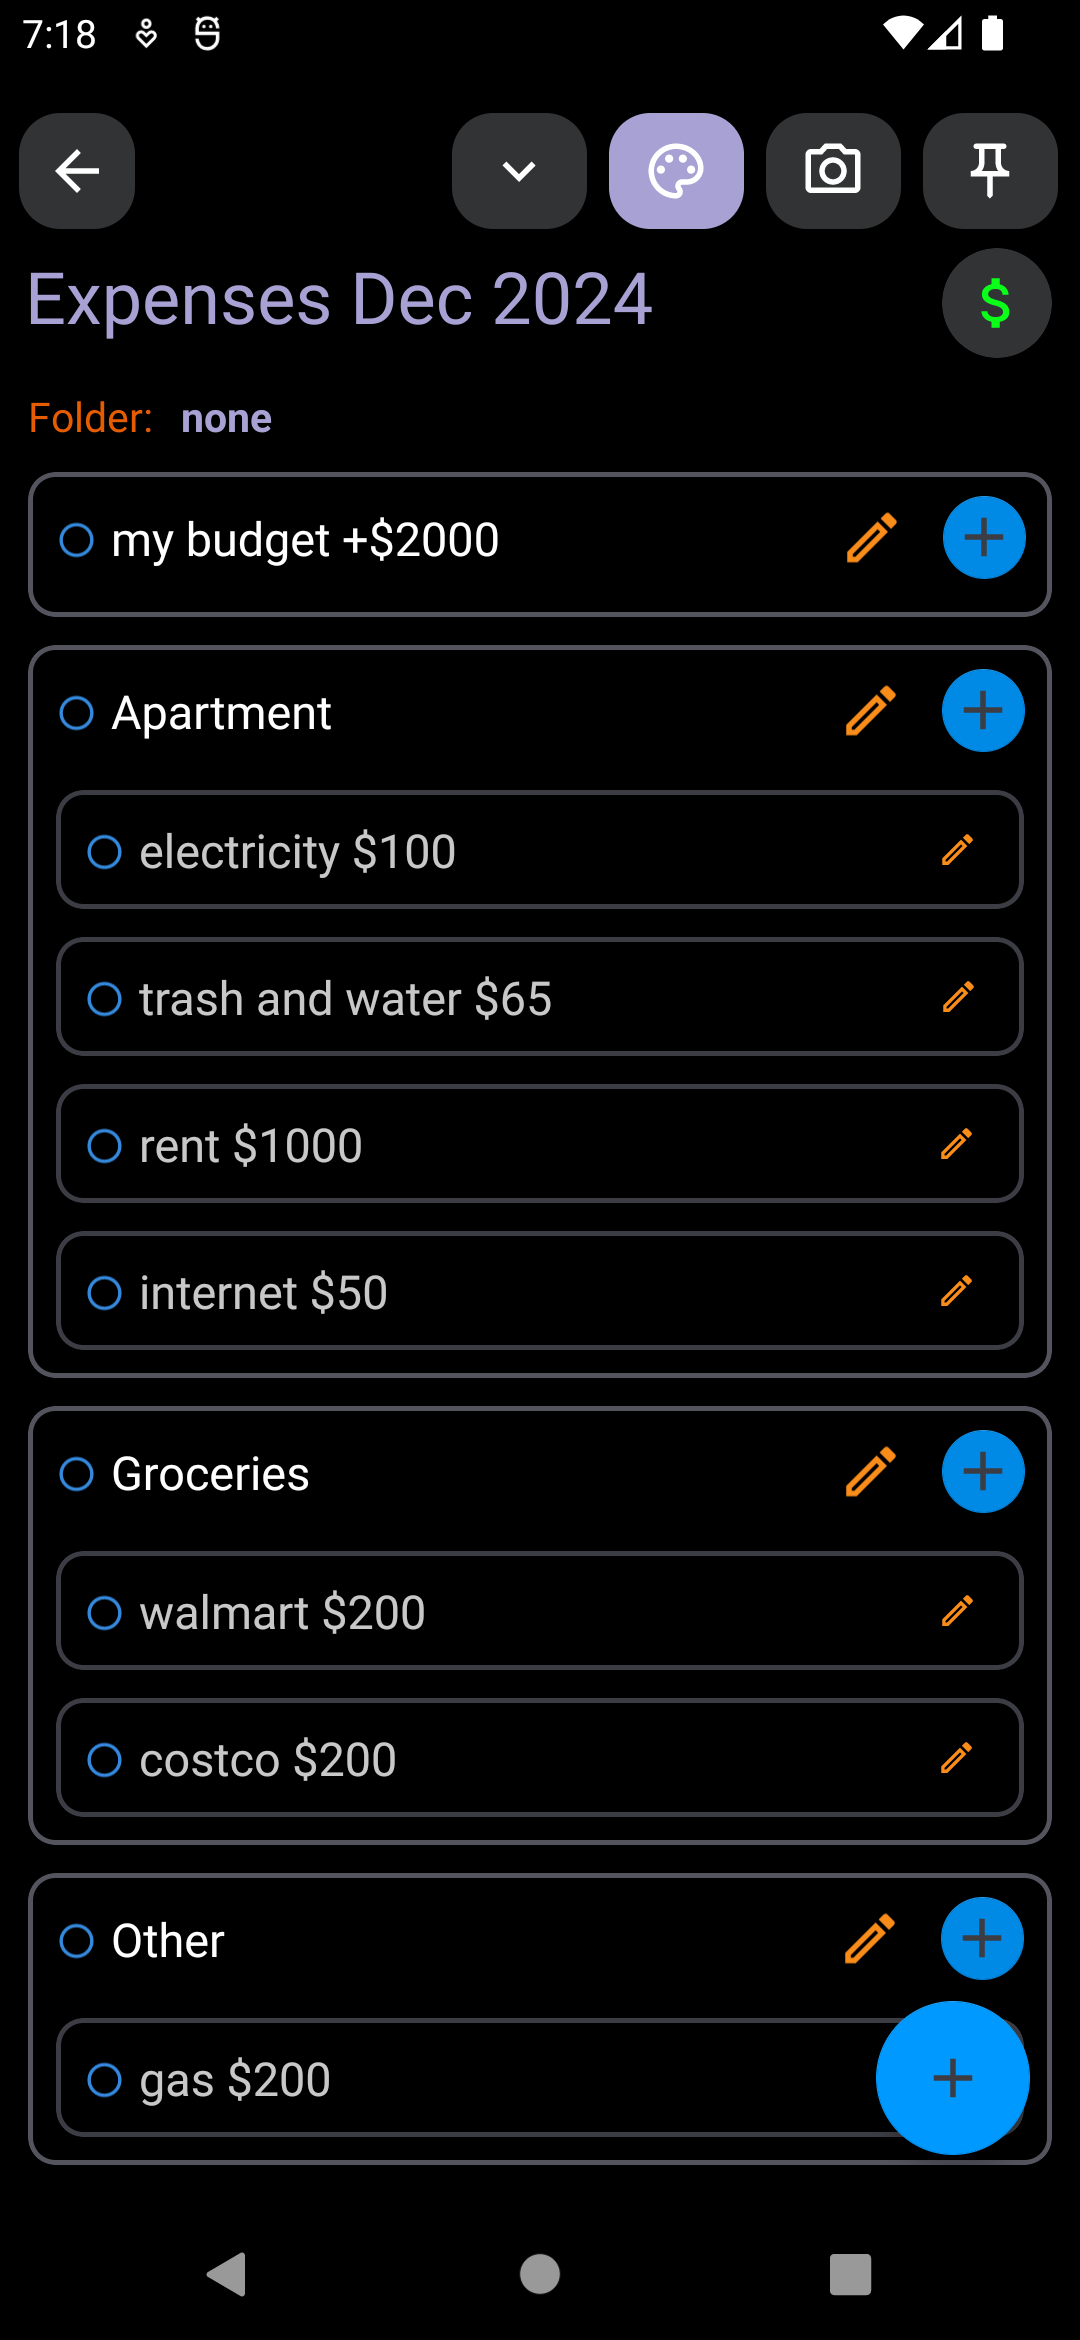 7:18
Expenses Dec 2024
$
Folder: none
my budget +$2000
Apartment
electricity $100
trash and water $65
rent $1000
internet $50
Groceries
walmart $200
costco $200
Other
gas $200